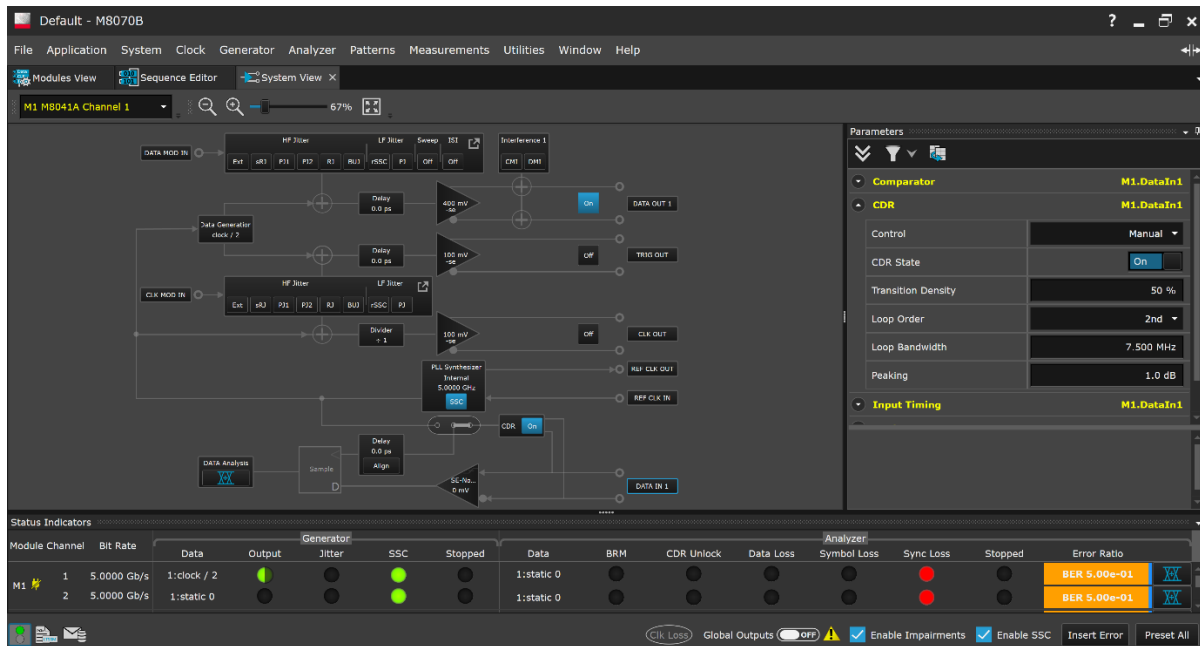 Default - M8070B
?
File Application System Clock Generator Analyzer Patterns Measurements Utilities Window Help
Modules View Sequence Editor System View
M1 M8041A Channel 1 67%
HF Jitter LF Jitter Sweep ISI Interference 1
DATA MOD IN Ext sRJ PJ1 PJ2 RJ BUJ rSSC PJ Off Off CMI DMI
Delay
0.0 ps
400 mV
-se
On DATA OUT 1
Data Generation
clock / 2
Delay
0.0 ps
100 mV
-se
Off TRIG OUT
HF Jitter LF Jitter
CLK MOD IN Ext sRJ PJ1 PJ2 RJ BUJ rSSC PJ
Divider
÷ 1
100 mV
-se
Off CLK OUT
PLL Synthesizer
Internal
5.0000 GHz
SSC
REF CLK OUT
REF CLK IN
CDR On
Delay
0.0 ps
Align
DATA Analysis
Sample
D
SE-No...
0 mV
DATA IN 1
Parameters
Comparator M1.DataIn1
CDR M1.DataIn1
Control Manual
CDR State On
Transition Density 50 %
Loop Order 2nd
Loop Bandwidth 7.500 MHz
Peaking 1.0 dB
Input Timing M1.DataIn1
Status Indicators
Generator Analyzer
Module Channel Bit Rate Data Output Jitter SSC Stopped Data BRM CDR Unlock Data Loss Symbol Loss Sync Loss Stopped Error Ratio
M1
1 5.0000 Gb/s 1:clock / 2 1:static 0 BER 5.00e-01
2 5.0000 Gb/s 1:static 0 1:static 0 BER 5.00e-01
Clk Loss Global Outputs OFF Enable Impairments Enable SSC Insert Error Preset All